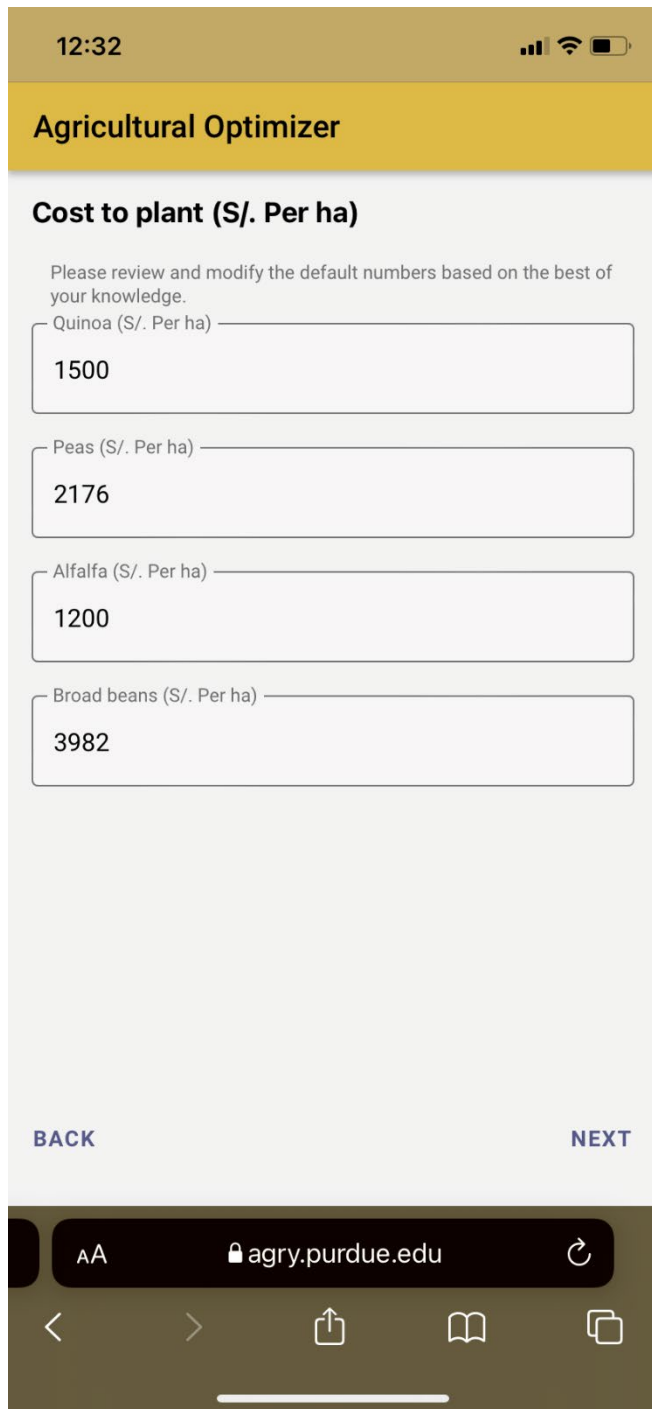 12:32
Agricultural Optimizer
Cost to plant (S/. Per ha)
Please review and modify the default numbers based on the best of
your knowledge.
Quinoa (S/. Per ha)
1500
Peas (S/. Per ha)
2176
Alfalfa (S/. Per ha)
1200
Broad beans (S/. Per ha)
3982
BACK NEXT
AA agry.purdue.edu